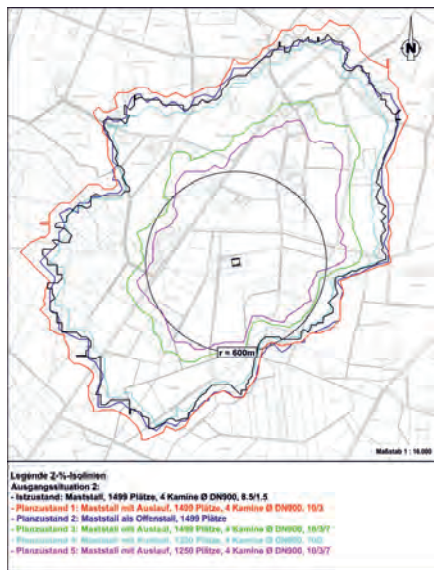 N
r = 600m
Maßstab 1 : 16.000
Legende 2-%-Isolinien
Ausgangssituation 2:
- Istzustand: Maststall, 1499 Plätze, 4 Kamine Ø DN900, 8.5/1.5
- Planzustand 1: Maststall mit Auslauf, 1499 Plätze, 4 Kamine Ø DN900, 10/3
- Planzustand 2: Maststall als Offenstall, 1499 Plätze
- Planzustand 3: Maststall mit Auslauf, 1499 Plätze, 4 Kamine Ø DN900, 10/3/7
- Planzustand 4: Maststall mit Auslauf, 1250 Plätze, 4 Kamine Ø DN900,
- Planzustand 5: Maststall mit Auslauf, 1250 Plätze, 4 Kamine Ø DN900, 10/3/7